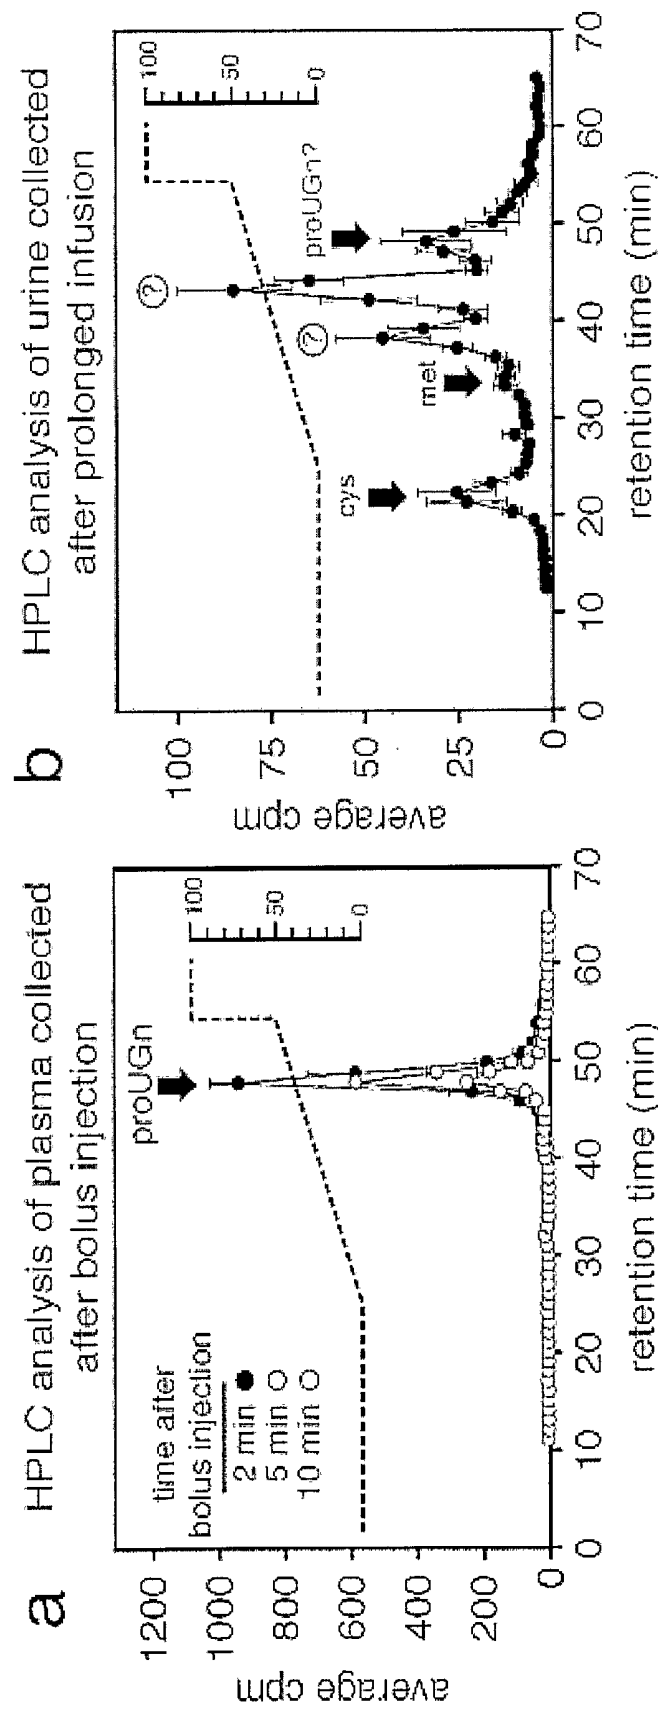 a
HPLC analysis of plasma collected
after bolus injection
proUGn
time after
bolus injection
2 min
5 min
10 min
100
50
0
1200
1000
800
600
400
200
0
average cpm
0 10 20 30 40 50 60 70
retention time (min)
b
HPLC analysis of urine collected
after prolonged infusion
?
?
cys
met
proUGn?
100
50
0
100
75
50
25
0
average cpm
0 10 20 30 40 50 60 70
retention time (min)